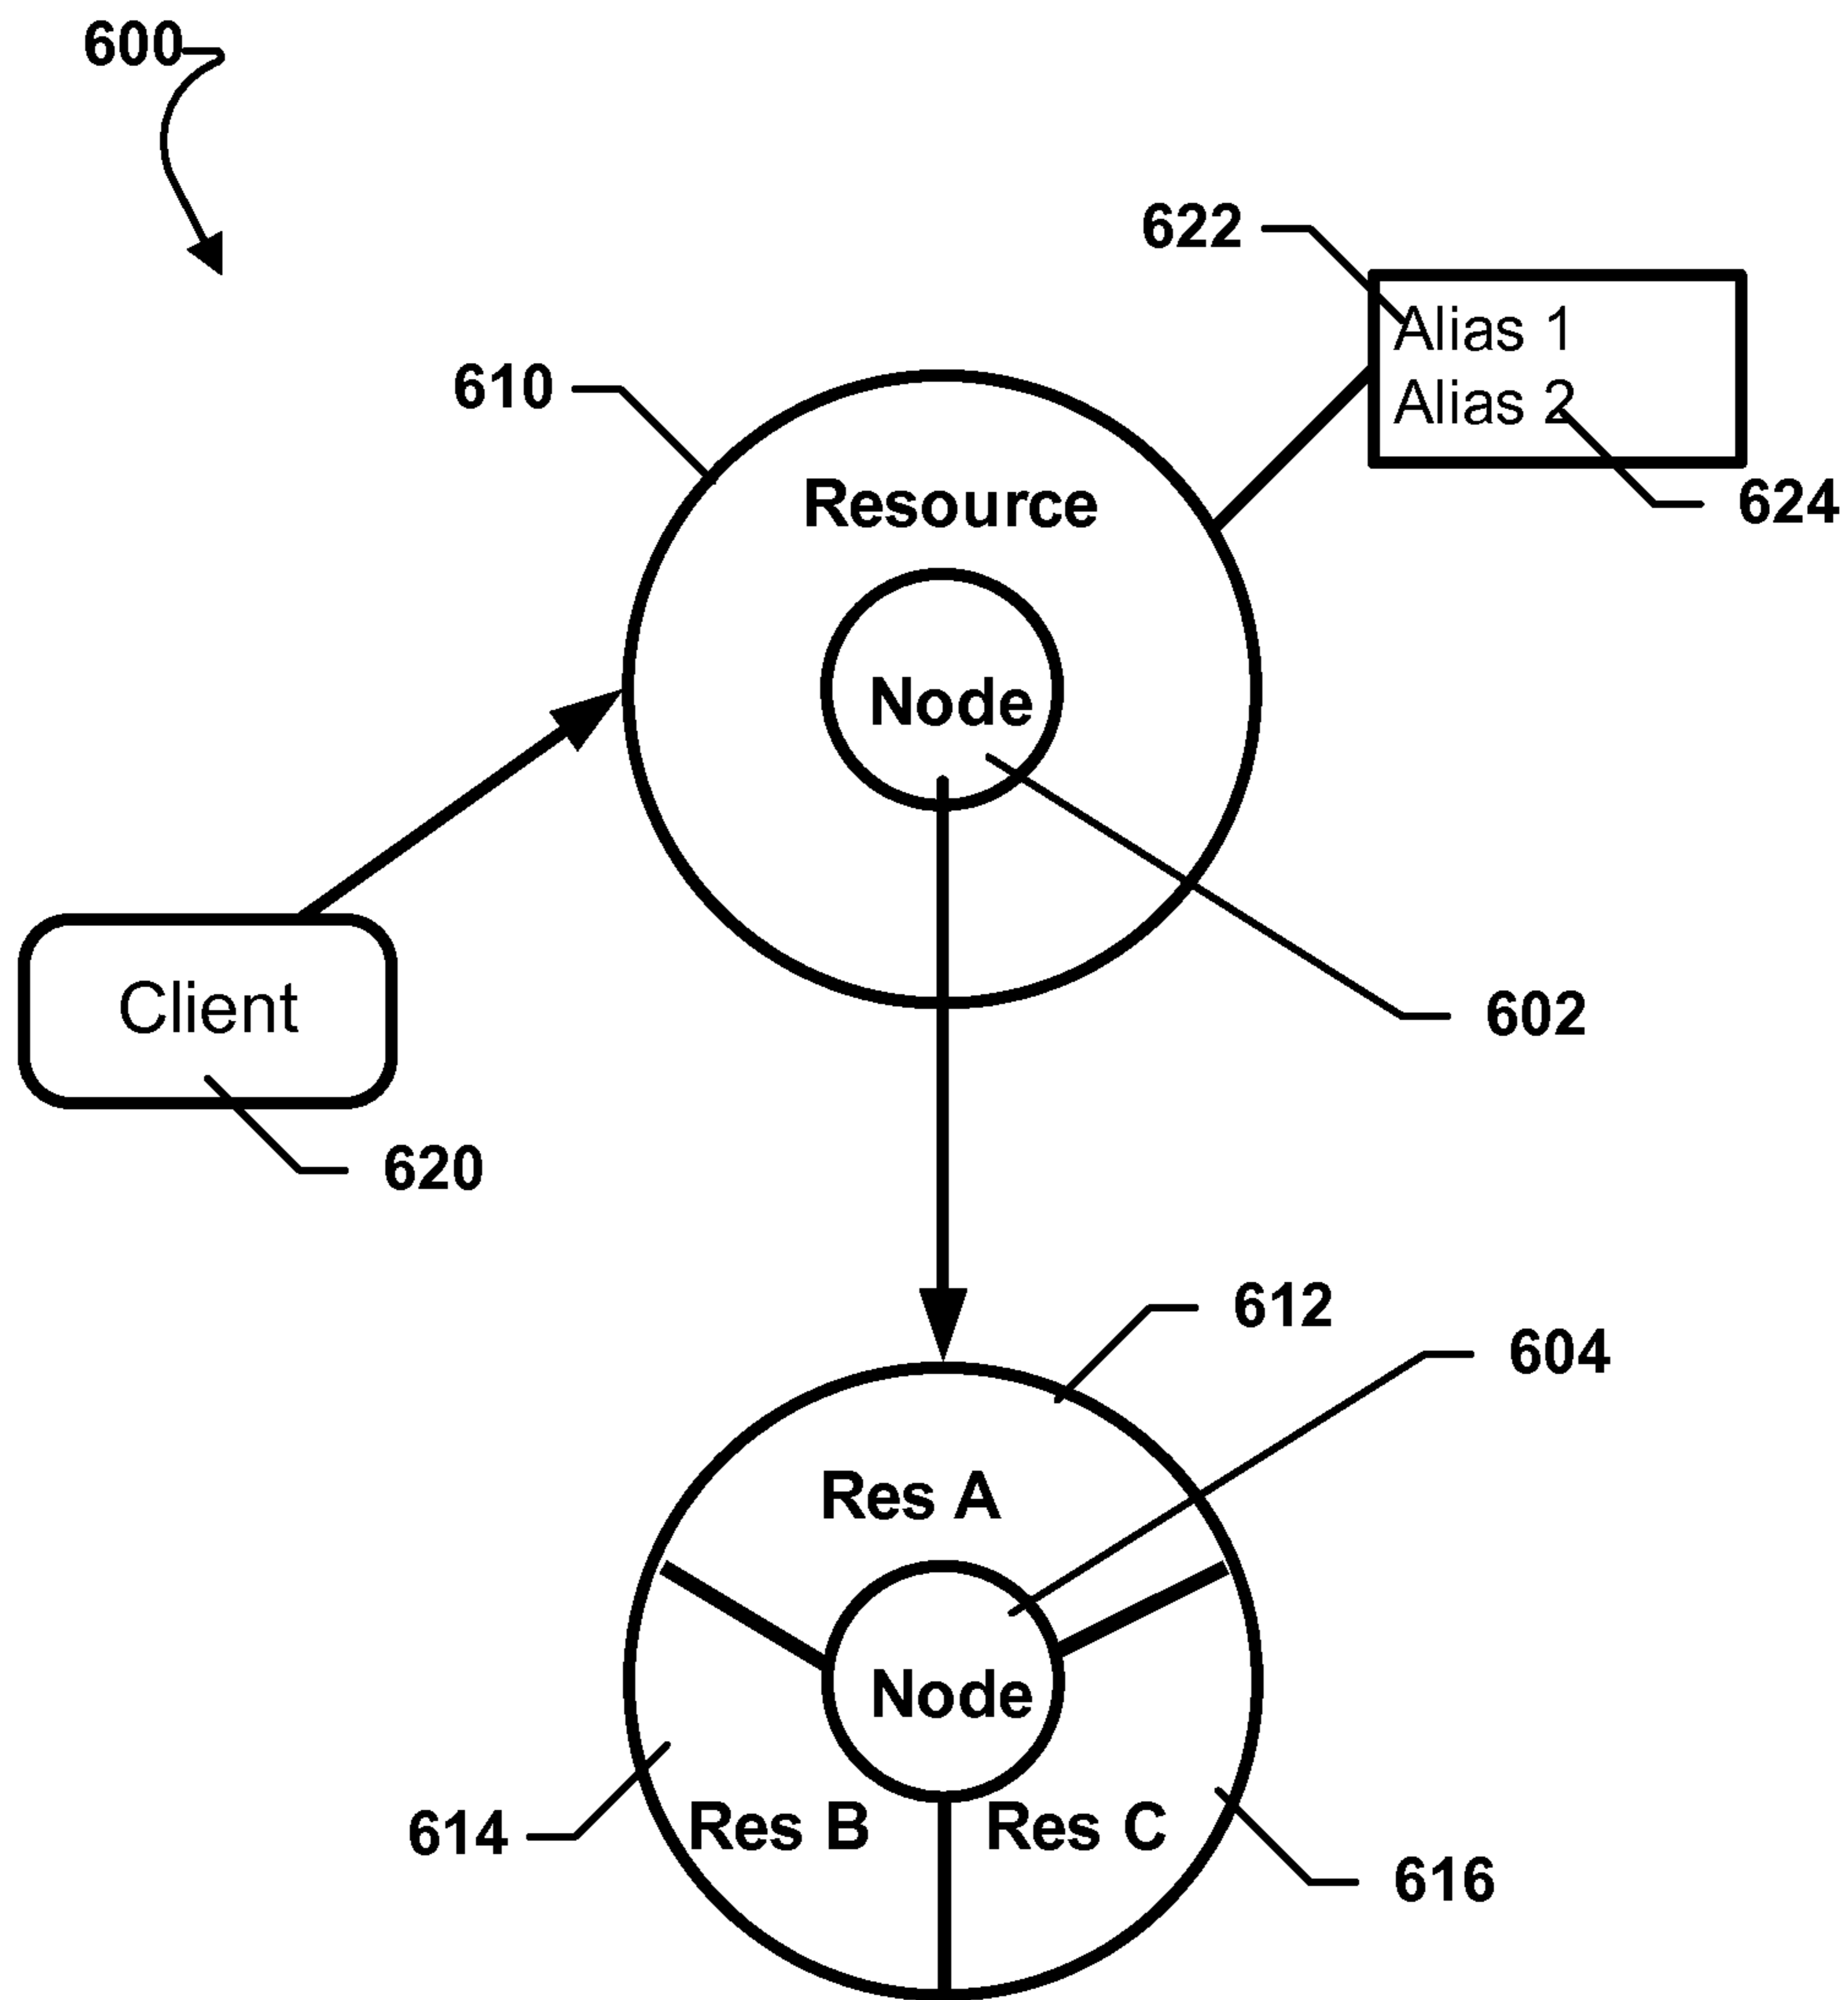 600
622
Alias 1
610
Alias 2
Resource
624
Node
Client
602
620
612
604
Res A
Node
614
Res B
Res C
616